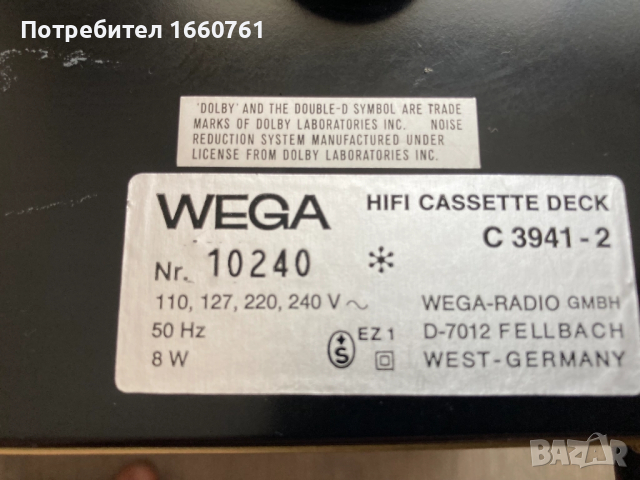 Потребител 1660761
'DOLBY' AND THE DOUBLE-D SYMBOL ARE TRADE
MARKS OF DOLBY LABORATORIES INC. NOISE
REDUCTION SYSTEM MANUFACTURED UNDER
LICENSE FROM DOLBY LABORATORIES INC.
WEGA HIFI CASSETTE DECK
C 3941-2
Nr. 10240 *
110, 127, 220, 240 V ~ WEGA-RADIO GMBH
50 Hz EZ 1 D-7012 FELLBACH
8 W S WEST-GERMANY
BAZAR